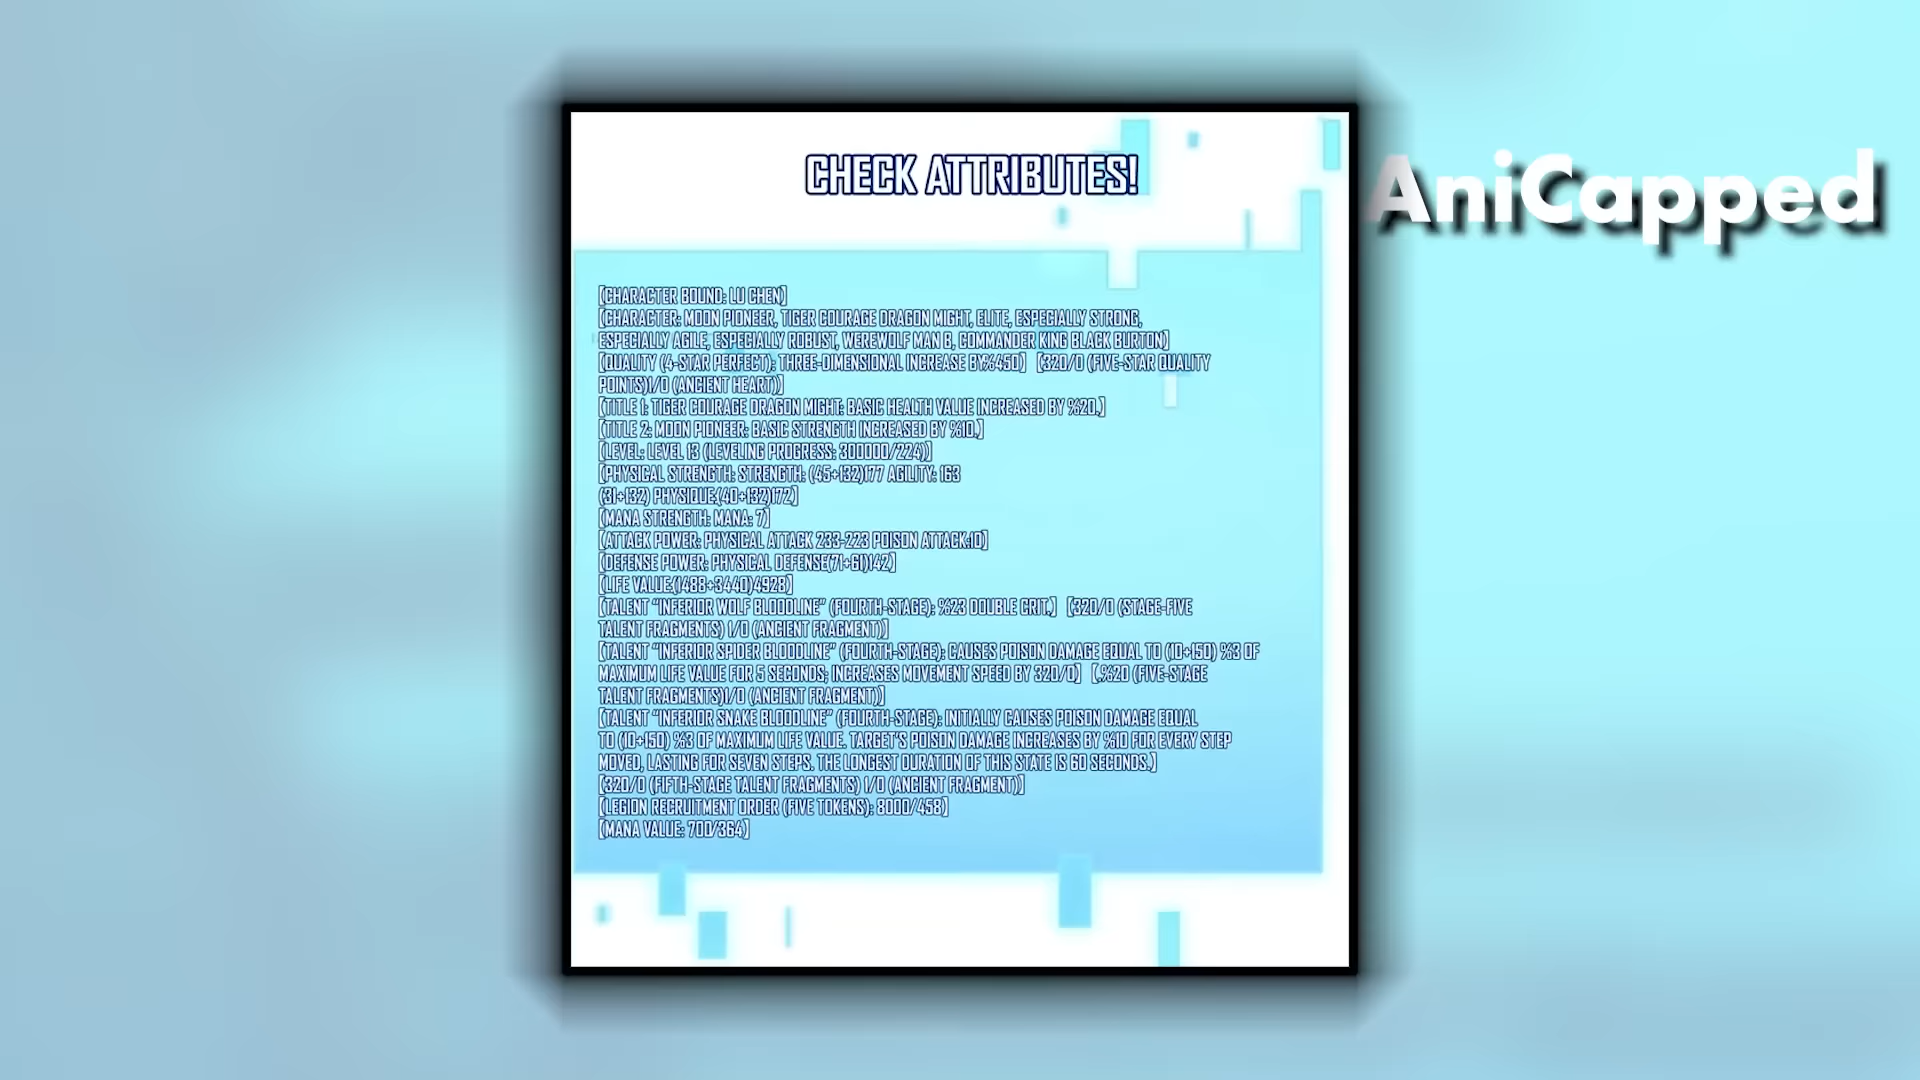 CHECK ATTRIBUTES!
AniCapped
【CHARACTER BOUND: LU CHEN】
【CHARACTER: MOON PIONEER, TIGER COURAGE DRAGON MIGHT, ELITE, ESPECIALLY STRONG,
ESPECIALLY AGILE, ESPECIALLY ROBUST, WEREWOLF MAN B, COMMANDER KING BLACK BURTON】
【QUALITY (4-STAR PERFECT): THREE-DIMENSIONAL INCREASE BY%450】 【320/0 (FIVE-STAR QUALITY
POINTS)1/0 (ANCIENT HEART)】
【TITLE 1: TIGER COURAGE DRAGON MIGHT: BASIC HEALTH VALUE INCREASED BY %20.】
【TITLE 2: MOON PIONEER: BASIC STRENGTH INCREASED BY %10.】
【LEVEL: LEVEL 13 (LEVELING PROGRESS: 300000/224)】
【PHYSICAL STRENGTH: STRENGTH: (45+132)177 AGILITY: 163
(31+132) PHYSIQUE:(40+132)172】
【MANA STRENGTH: MANA: 7】
【ATTACK POWER: PHYSICAL ATTACK 233-223 POISON ATTACK:10】
【DEFENSE POWER: PHYSICAL DEFENSE(71+61)142】
【LIFE VALUE:(1488+3440)4928】
【TALENT “INFERIOR WOLF BLOODLINE” (FOURTH-STAGE): %23 DOUBLE CRIT.】 【320/0 (STAGE-FIVE
TALENT FRAGMENTS) 1/0 (ANCIENT FRAGMENT)】
【TALENT “INFERIOR SPIDER BLOODLINE” (FOURTH-STAGE): CAUSES POISON DAMAGE EQUAL TO (10+150) %3 OF
MAXIMUM LIFE VALUE FOR 5 SECONDS; INCREASES MOVEMENT SPEED BY 320/0】 【.%20 (FIVE-STAGE
TALENT FRAGMENTS)1/0 (ANCIENT FRAGMENT)】
【TALENT “INFERIOR SNAKE BLOODLINE” (FOURTH-STAGE): INITIALLY CAUSES POISON DAMAGE EQUAL
TO (10+150) %3 OF MAXIMUM LIFE VALUE. TARGET'S POISON DAMAGE INCREASES BY %10 FOR EVERY STEP
MOVED, LASTING FOR SEVEN STEPS. THE LONGEST DURATION OF THIS STATE IS 60 SECONDS.】
【320/0 (FIFTH-STAGE TALENT FRAGMENTS) 1/0 (ANCIENT FRAGMENT)】
【LEGION RECRUITMENT ORDER (FIVE TOKENS): 8000/458】
【MANA VALUE: 700/364】